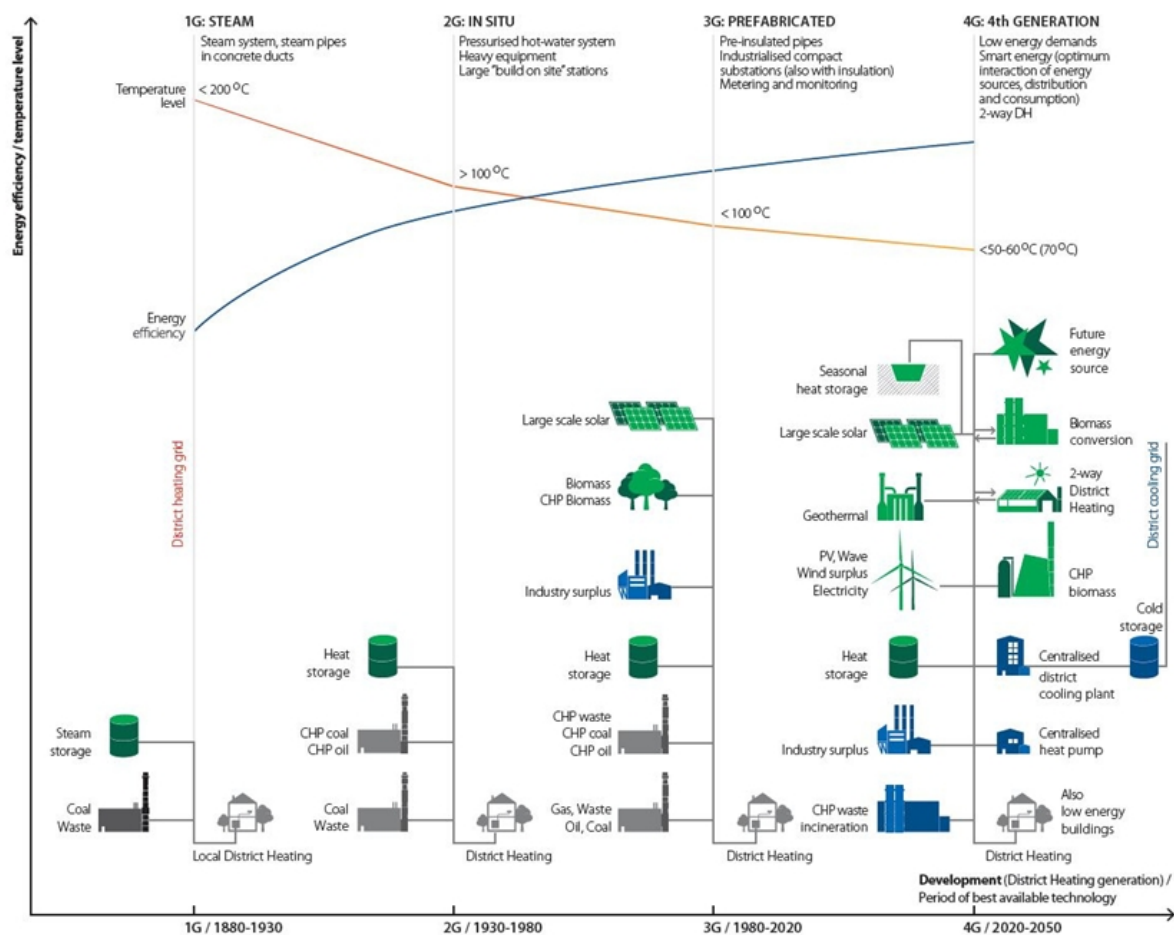 1G: STEAM
Steam system, steam pipes
in concrete ducts
2G: IN SITU
Pressurised hot-water system
Heavy equipment
Large "build on site" stations
3G: PREFABRICATED
Pre-insulated pipes
Industrialised compact
substations (also with insulation)
Metering and monitoring
4G: 4th GENERATION
Low energy demands
Smart energy (optimum
interaction of energy
sources, distribution
and consumption)
2-way DH
Energy efficiency / temperature level
Temperature
level
< 200 °C
> 100 °C
< 100 °C
<50-60 °C (70°C)
Energy
efficiency
District heating grid
Future
energy
source
Seasonal
heat storage
Large scale solar
Large scale solar
Biomass
conversion
Biomass
CHP Biomass
Geothermal
2-way
District
Heating
District cooling grid
Industry surplus
PV, Wave
Wind surplus
Electricity
CHP
biomass
Cold
storage
Heat
storage
Heat
storage
Heat
storage
Centralised
district
cooling plant
Steam
storage
CHP coal
CHP oil
CHP waste
CHP coal
CHP oil
Industry surplus
Centralised
heat pump
Coal
Waste
Coal
Waste
Gas, Waste
Oil, Coal
CHP waste
incineration
Also
low energy
buildings
Local District Heating
District Heating
District Heating
District Heating
Development (District Heating generation) /
Period of best available technology
1G / 1880-1930
2G / 1930-1980
3G / 1980-2020
4G / 2020-2050